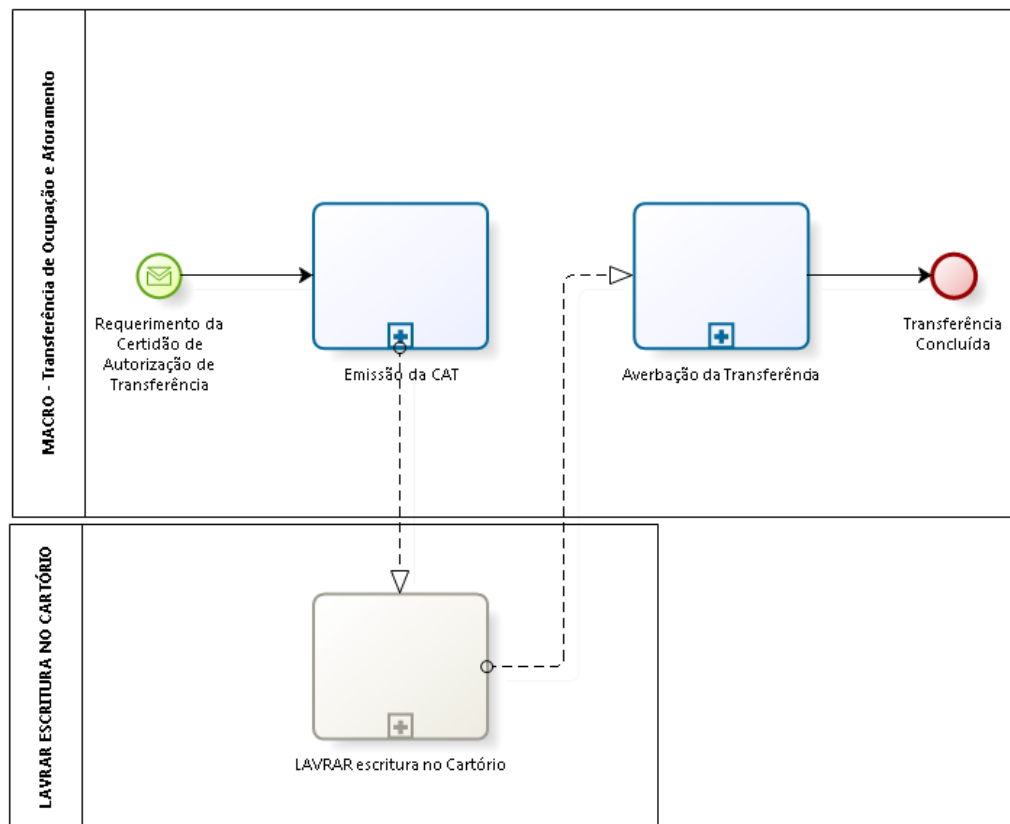 MACRO - Transferência de Ocupação e Aforamento
Requerimento da
Certidão de
Autorização de
Transferência
Emissão da CAT
Averbação da Transferência
Transferência
Concluída
LAVRAR ESCRITURA NO CARTÓRIO
LAVRAR escritura no Cartório